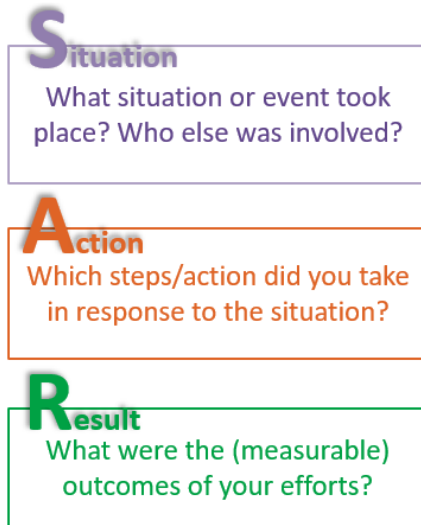 Situation
What situation or event took
place? Who else was involved?
Action
Which steps/action did you take
in response to the situation?
Result
What were the (measurable)
outcomes of your efforts?